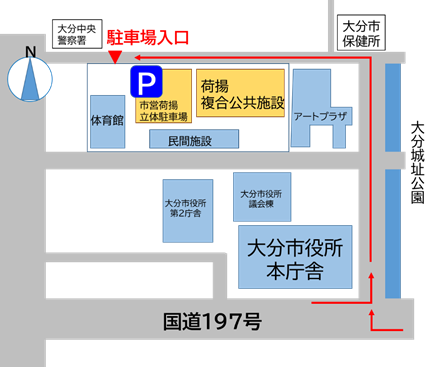 大分中央
警察署
駐車場入口
大分市
保健所
N
P
市営荷揚
立体駐車場
荷揚
複合公共施設
体育館
民間施設
アートプラザ
大分城址公園
大分市役所
第2庁舎
大分市役所
議会棟
大分市役所
本庁舎
国道197号